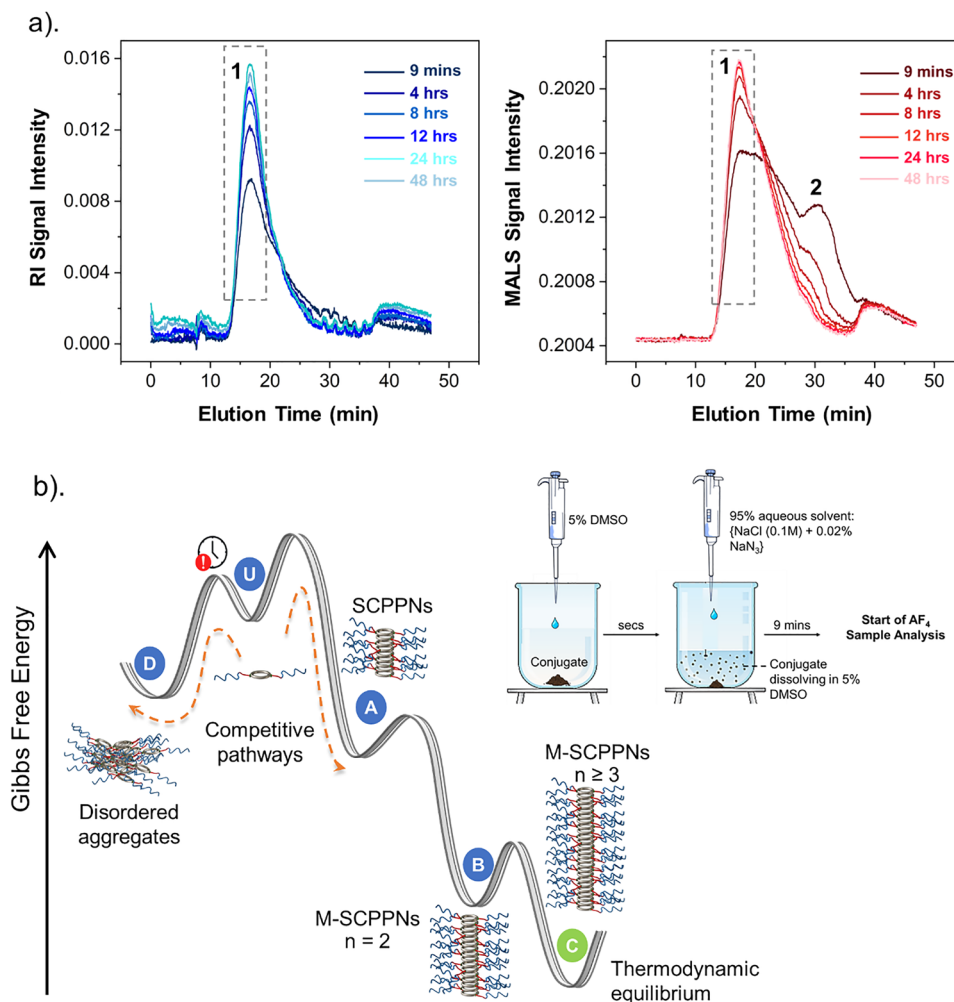 a).
0.016
0.012
0.008
0.004
0.000
RI Signal Intensity
1
9 mins
4 hrs
8 hrs
12 hrs
24 hrs
48 hrs
0 10 20 30 40 50
Elution Time (min)
0.2020
0.2016
0.2012
0.2008
0.2004
MALS Signal Intensity
1
2
9 mins
4 hrs
8 hrs
12 hrs
24 hrs
48 hrs
0 10 20 30 40 50
Elution Time (min)
b).
Gibbs Free Energy
D
!
U
SCPPNs
A
Competitive
pathways
Disordered
aggregates
B
M-SCPPNs
n = 2
M-SCPPNs
n ≥ 3
C
Thermodynamic
equilibrium
5% DMSO
Conjugate
secs
95% aqueous solvent:
{NaCl (0.1M) + 0.02%
NaN₃}
9 mins
Conjugate
dissolving in 5%
DMSO
Start of AF₄
Sample Analysis